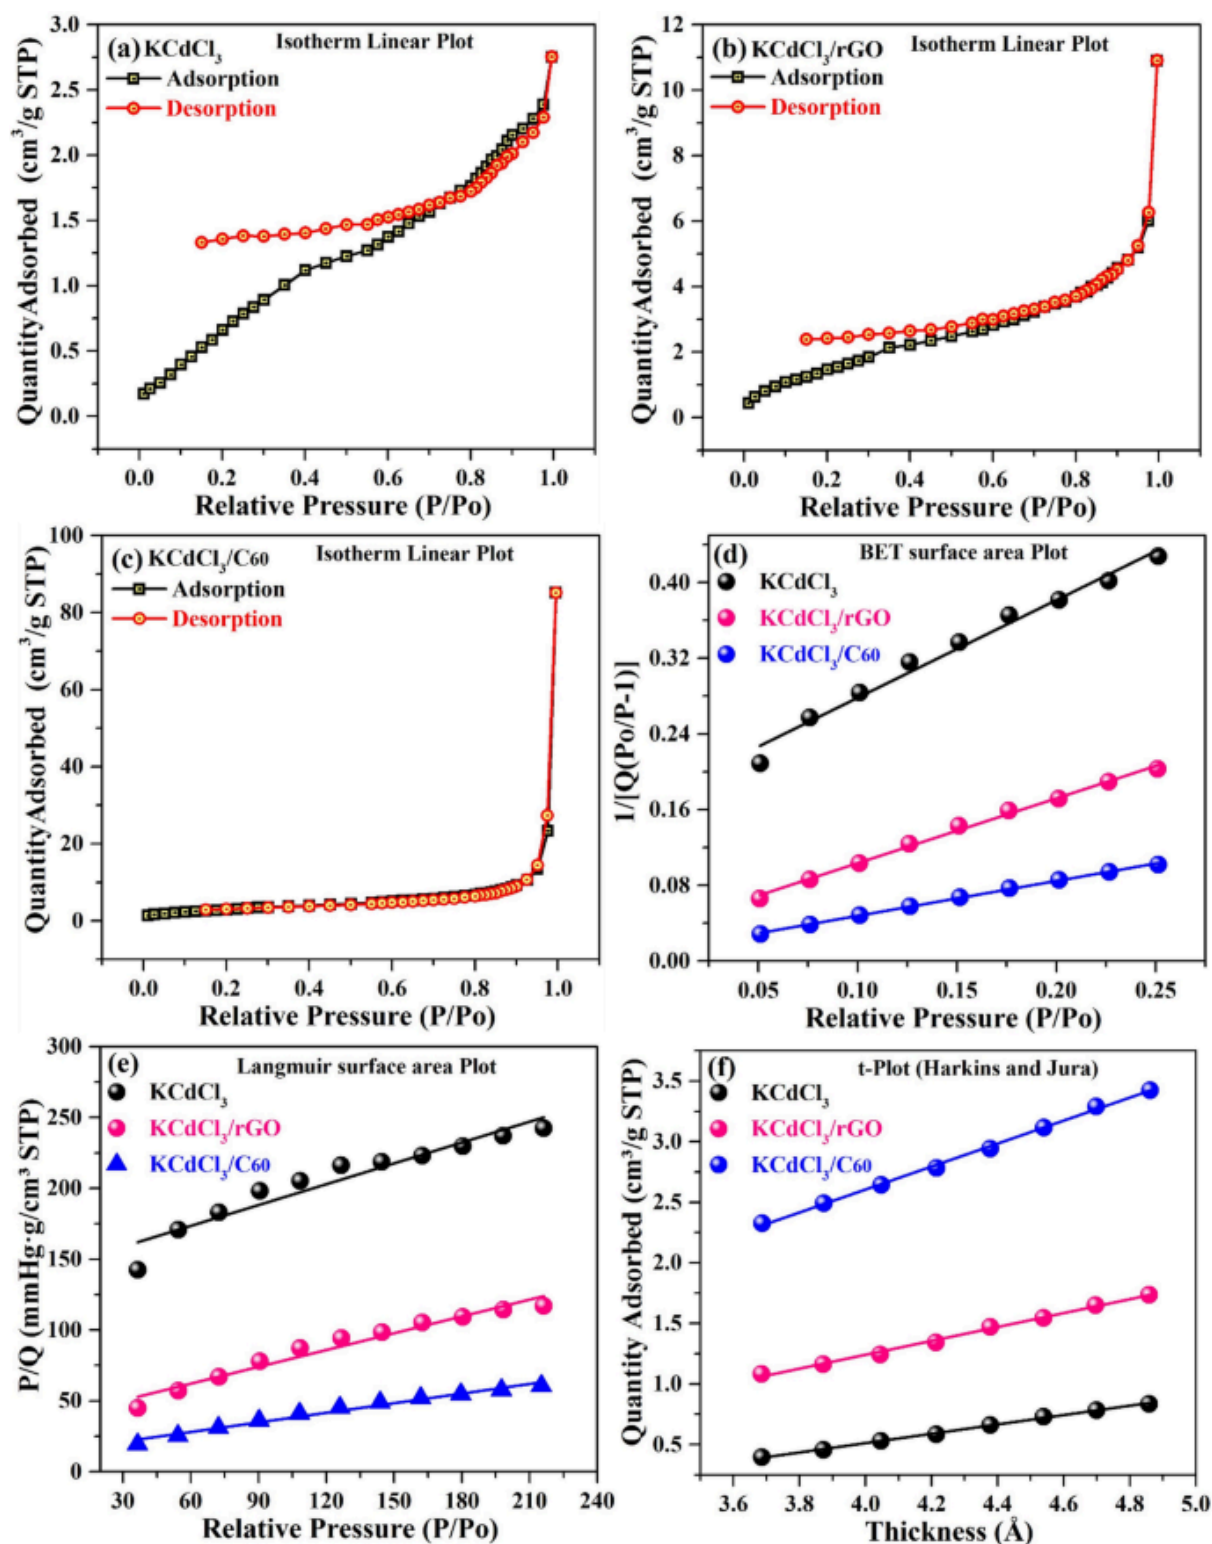 (a) KCdCl₃ Isotherm Linear Plot
Adsorption
Desorption
3.0
2.5
2.0
1.5
1.0
0.5
0.0
Quantity Adsorbed (cm³/g STP)
0.0 0.2 0.4 0.6 0.8 1.0
Relative Pressure (P/Po)
(b) KCdCl₃/rGO Isotherm Linear Plot
Adsorption
Desorption
12
10
8
6
4
2
0
Quantity Adsorbed (cm³/g STP)
0.0 0.2 0.4 0.6 0.8 1.0
Relative Pressure (P/Po)
(c) KCdCl₃/C60 Isotherm Linear Plot
Adsorption
Desorption
100
80
60
40
20
0
Quantity Adsorbed (cm³/g STP)
0.0 0.2 0.4 0.6 0.8 1.0
Relative Pressure (P/Po)
(d) BET surface area Plot
KCdCl₃
KCdCl₃/rGO
KCdCl₃/C60
0.40
0.32
0.24
0.16
0.08
0.00
1/[Q(Po/P-1)]
0.05 0.10 0.15 0.20 0.25
Relative Pressure (P/Po)
(e) Langmuir surface area Plot
KCdCl₃
KCdCl₃/rGO
KCdCl₃/C60
300
250
200
150
100
50
0
P/Q (mmHg·g/cm³ STP)
30 60 90 120 150 180 210 240
Relative Pressure (P/Po)
(f) t-Plot (Harkins and Jura)
KCdCl₃
KCdCl₃/rGO
KCdCl₃/C60
3.5
3.0
2.5
2.0
1.5
1.0
0.5
Quantity Adsorbed (cm³/g STP)
3.6 3.8 4.0 4.2 4.4 4.6 4.8 5.0
Thickness (Å)